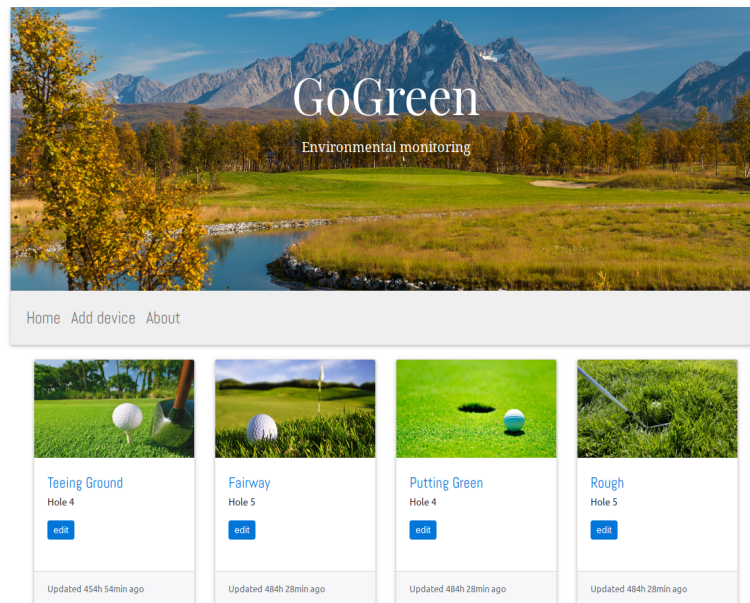 GoGreen
Environmental monitoring
Home Add device About
Teeing Ground
Hole 4
edit
Updated 454h 54min ago
Fairway
Hole 5
edit
Updated 484h 28min ago
Putting Green
Hole 4
edit
Updated 484h 28min ago
Rough
Hole 5
edit
Updated 484h 28min ago